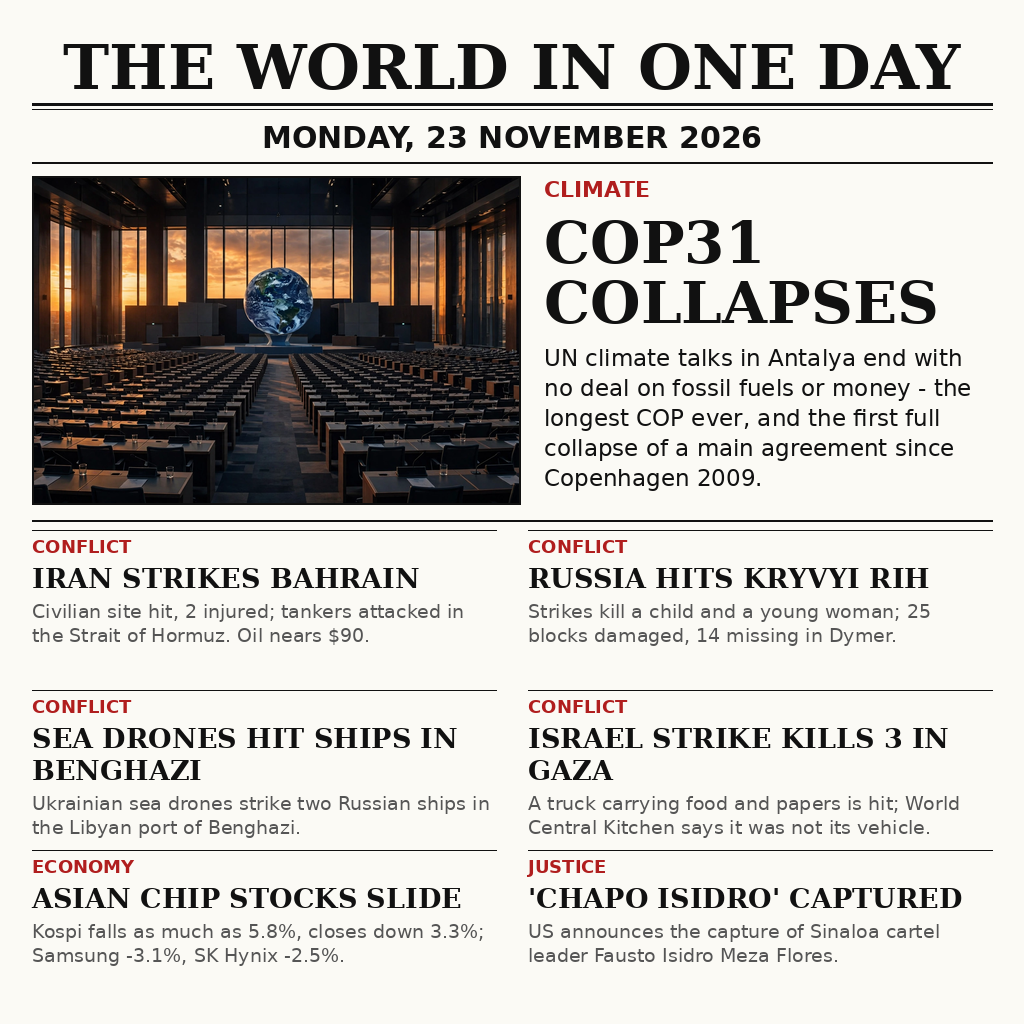 THE WORLD IN ONE DAY
MONDAY, 23 NOVEMBER 2026
CLIMATE
COP31
COLLAPSES
UN climate talks in Antalya end with
no deal on fossil fuels or money - the
longest COP ever, and the first full
collapse of a main agreement since
Copenhagen 2009.
CONFLICT
IRAN STRIKES BAHRAIN
Civilian site hit, 2 injured; tankers attacked in
the Strait of Hormuz. Oil nears $90.
CONFLICT
RUSSIA HITS KRYVYI RIH
Strikes kill a child and a young woman; 25
blocks damaged, 14 missing in Dymer.
CONFLICT
SEA DRONES HIT SHIPS IN
BENGHAZI
Ukrainian sea drones strike two Russian ships in
the Libyan port of Benghazi.
CONFLICT
ISRAEL STRIKE KILLS 3 IN
GAZA
A truck carrying food and papers is hit; World
Central Kitchen says it was not its vehicle.
ECONOMY
ASIAN CHIP STOCKS SLIDE
Kospi falls as much as 5.8%, closes down 3.3%;
Samsung -3.1%, SK Hynix -2.5%.
JUSTICE
'CHAPO ISIDRO' CAPTURED
US announces the capture of Sinaloa cartel
leader Fausto Isidro Meza Flores.